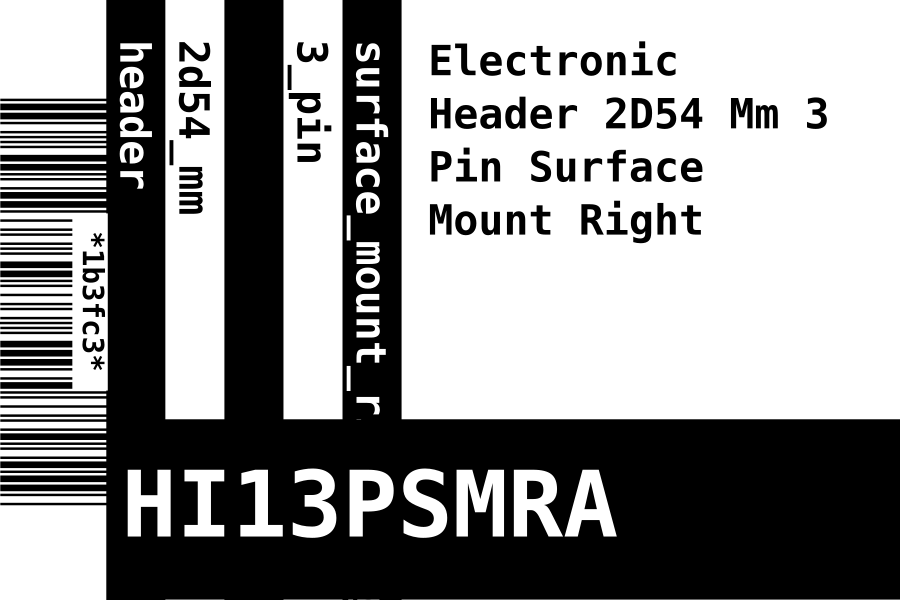 *1b3fc3*
header
2d54_mm
3_pin
surface_mount_r
Electronic
Header 2D54 Mm 3
Pin Surface
Mount Right
HI13PSMRA